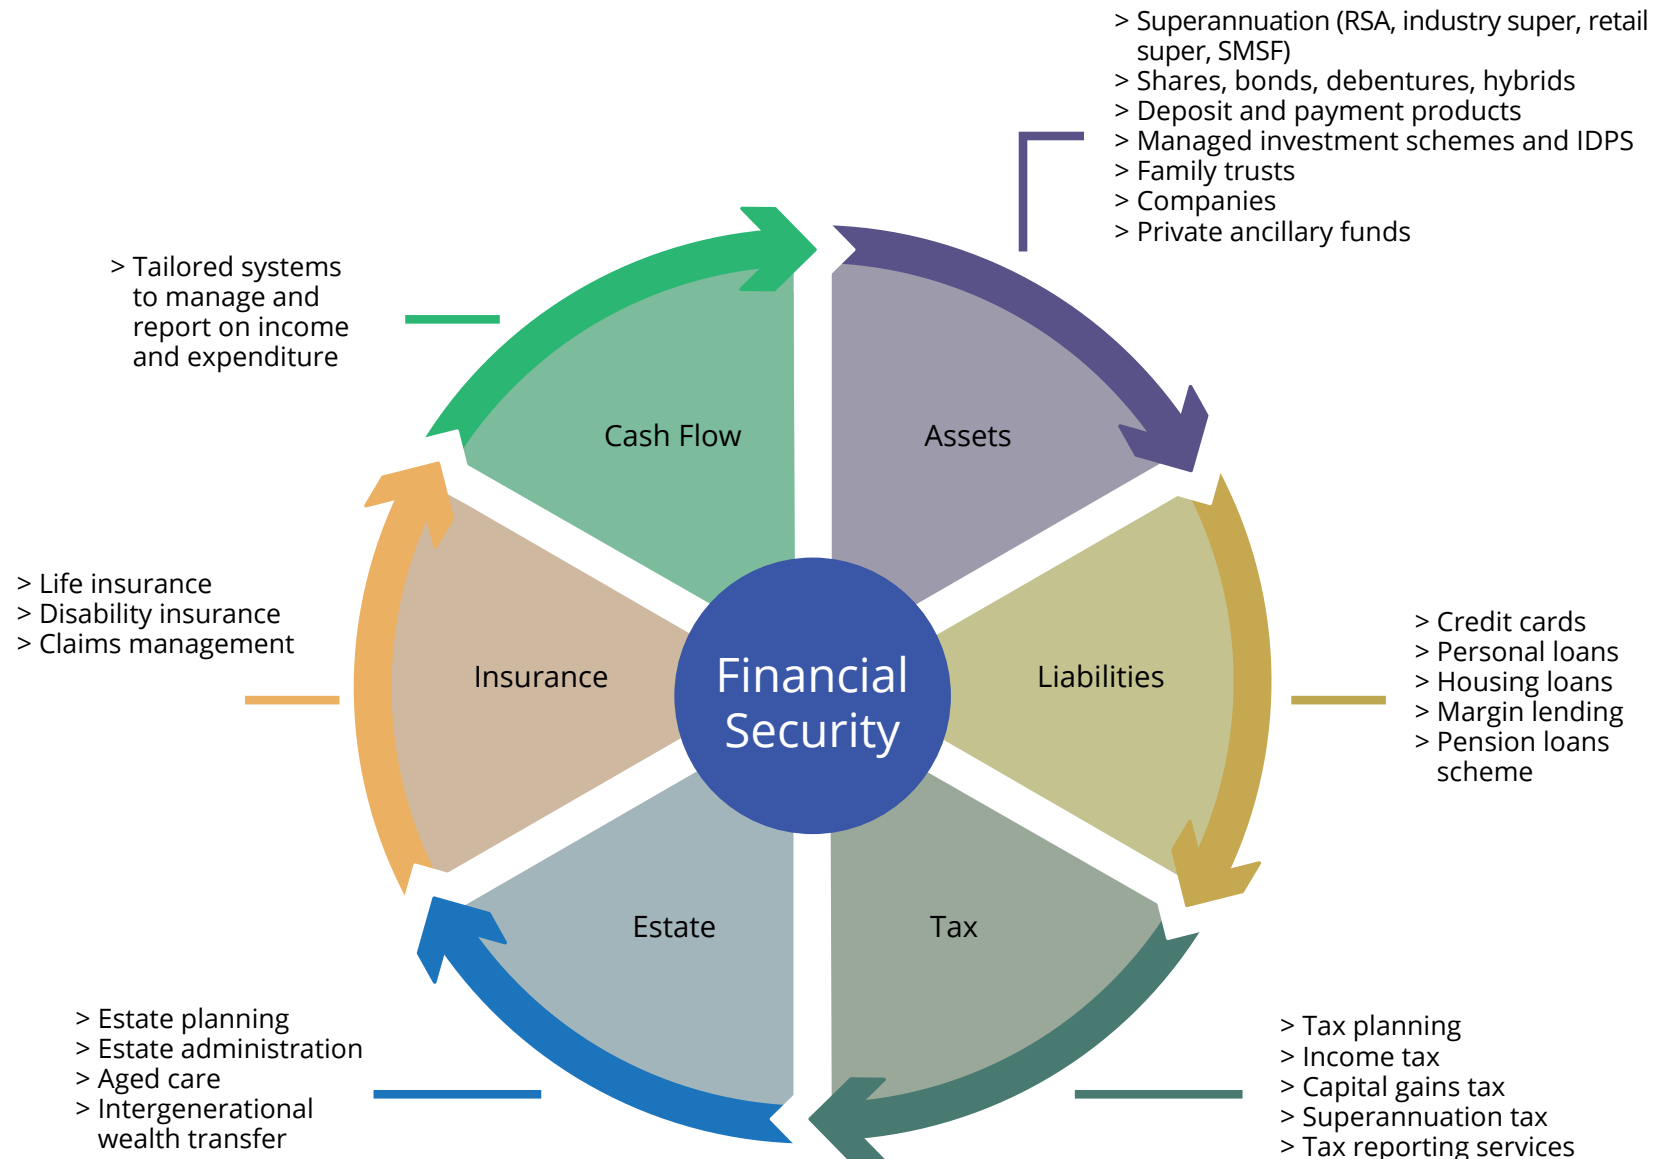 > Superannuation (RSA, industry super, retail
super, SMSF)
> Shares, bonds, debentures, hybrids
> Deposit and payment products
> Managed investment schemes and IDPS
> Family trusts
> Companies
> Private ancillary funds
> Tailored systems
to manage and
report on income
and expenditure
Cash Flow
Assets
> Life insurance
> Disability insurance
> Claims management
Insurance
Financial
Security
Liabilities
> Credit cards
> Personal loans
> Housing loans
> Margin lending
> Pension loans
scheme
Estate
Tax
> Estate planning
> Estate administration
> Aged care
> Intergenerational
wealth transfer
> Tax planning
> Income tax
> Capital gains tax
> Superannuation tax
> Tax reporting services